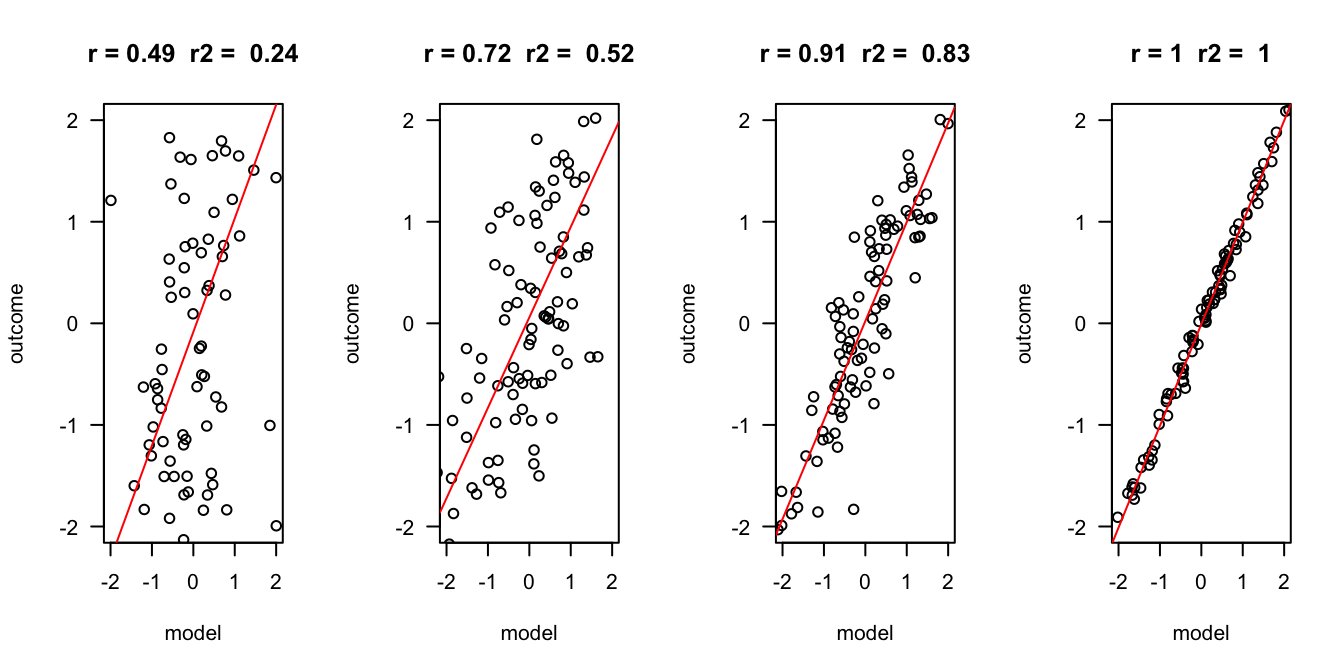 r = 0.49  r2 =  0.24
outcome
2
1
0
-1
-2
-2 -1 0 1 2
model
r = 0.72  r2 =  0.52
outcome
2
1
0
-1
-2
-2 -1 0 1 2
model
r = 0.91  r2 =  0.83
outcome
2
1
0
-1
-2
-2 -1 0 1 2
model
r = 1  r2 =  1
outcome
2
1
0
-1
-2
-2 -1 0 1 2
model